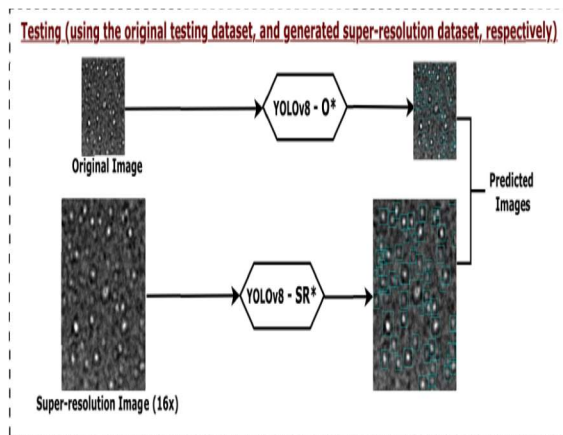 Testing (using the original testing dataset, and generated super-resolution dataset, respectively)
YOLOv8 - O*
Original Image
Predicted
Images
YOLOv8 - SR*
Super-resolution Image (16x)